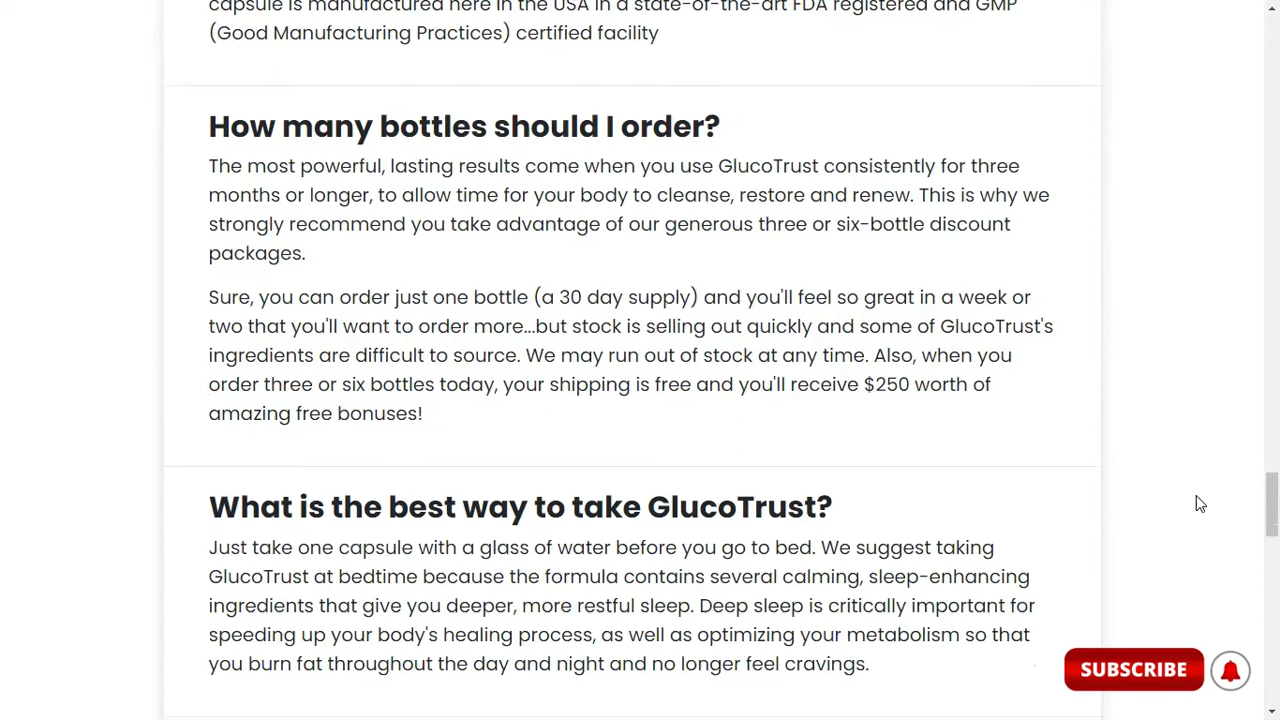 capsule is manufactured here in the USA in a state-of-the-art FDA registered and GMP
(Good Manufacturing Practices) certified facility
How many bottles should I order?
The most powerful, lasting results come when you use GlucoTrust consistently for three
months or longer, to allow time for your body to cleanse, restore and renew. This is why we
strongly recommend you take advantage of our generous three or six-bottle discount
packages.
Sure, you can order just one bottle (a 30 day supply) and you'll feel so great in a week or
two that you'll want to order more...but stock is selling out quickly and some of GlucoTrust's
ingredients are difficult to source. We may run out of stock at any time. Also, when you
order three or six bottles today, your shipping is free and you'll receive $250 worth of
amazing free bonuses!
What is the best way to take GlucoTrust?
Just take one capsule with a glass of water before you go to bed. We suggest taking
GlucoTrust at bedtime because the formula contains several calming, sleep-enhancing
ingredients that give you deeper, more restful sleep. Deep sleep is critically important for
speeding up your body's healing process, as well as optimizing your metabolism so that
you burn fat throughout the day and night and no longer feel cravings.
SUBSCRIBE